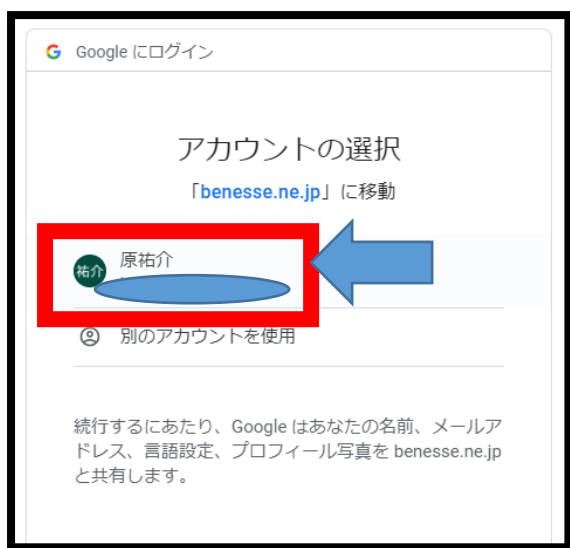 Google にログイン
アカウントの選択
「benesse.ne.jp」に移動
祐介
原祐介
別のアカウントを使用
続行するにあたり、Google はあなたの名前、メールア
ドレス、言語設定、プロフィール写真を benesse.ne.jp
と共有します。